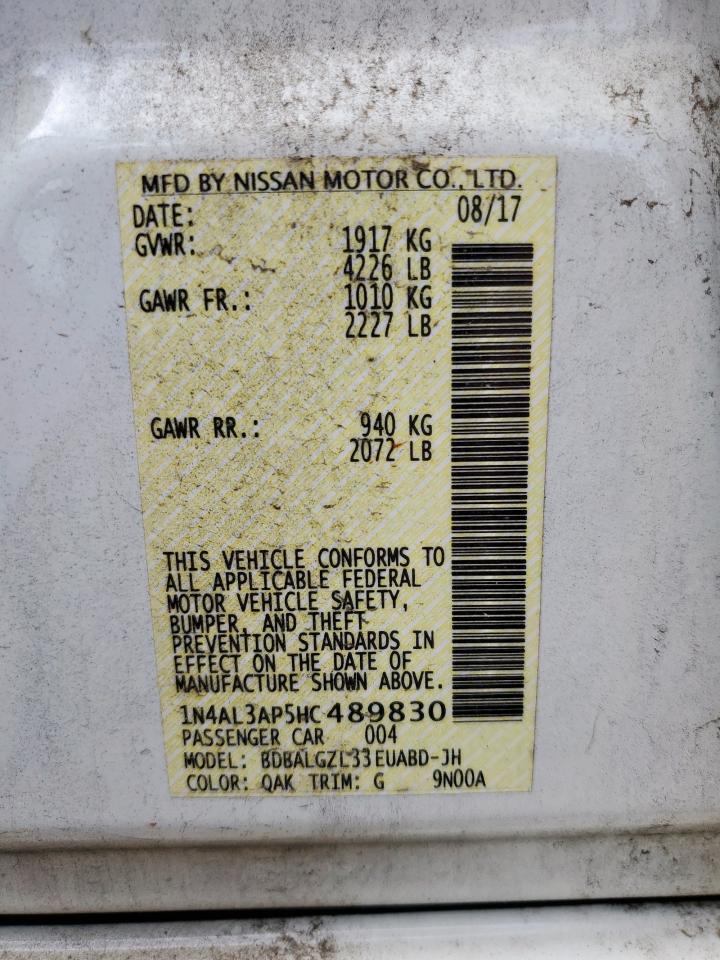 MFD BY NISSAN MOTOR CO., LTD.
DATE: 08/17
GVWR: 1917 KG
4226 LB
GAWR FR.: 1010 KG
2227 LB
GAWR RR.: 940 KG
2072 LB
THIS VEHICLE CONFORMS TO
ALL APPLICABLE FEDERAL
MOTOR VEHICLE SAFETY,
BUMPER, AND THEFT
PREVENTION STANDARDS IN
EFFECT ON THE DATE OF
MANUFACTURE SHOWN ABOVE.
1N4AL3AP5HC489830
PASSENGER CAR 004
MODEL: BDBALGZL33EUABD-JH
COLOR: QAK TRIM: G 9N00A